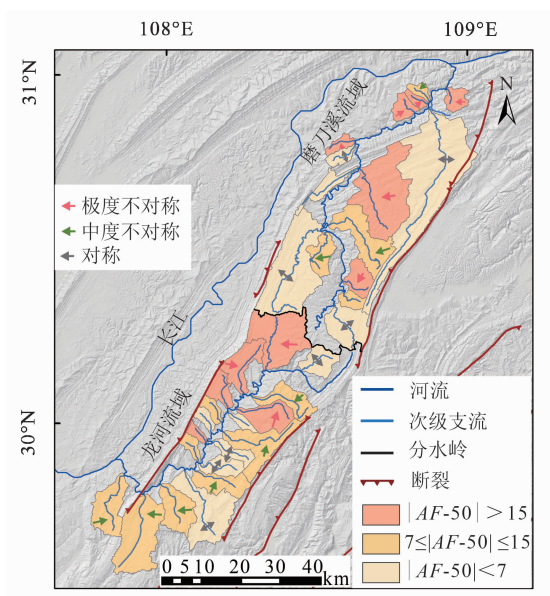 108°E
109°E
31°N
30°N
N
磨刀溪流域
极度不对称
中度不对称
对称
长江
龙河流域
河流
次级支流
分水岭
断裂
|AF-50|>15
7≤|AF-50|≤15
|AF-50|<7
0 5 10 20 30 40
km